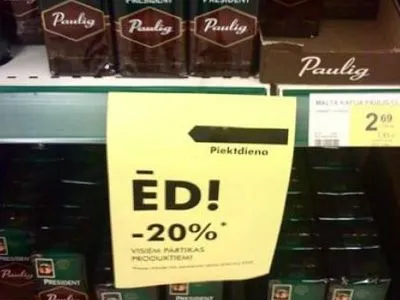 PRESIDENT
Paulig
Paulig
PRESIDENT
Paulig
Paulig
MALTA KAFIJA PAULIG
2 69
Piektdiena
ĒD!
-20%*
VISIEM PĀRTIKAS
PRODUKTIEM!
PRESIDENT
Paulig
PRESIDENT